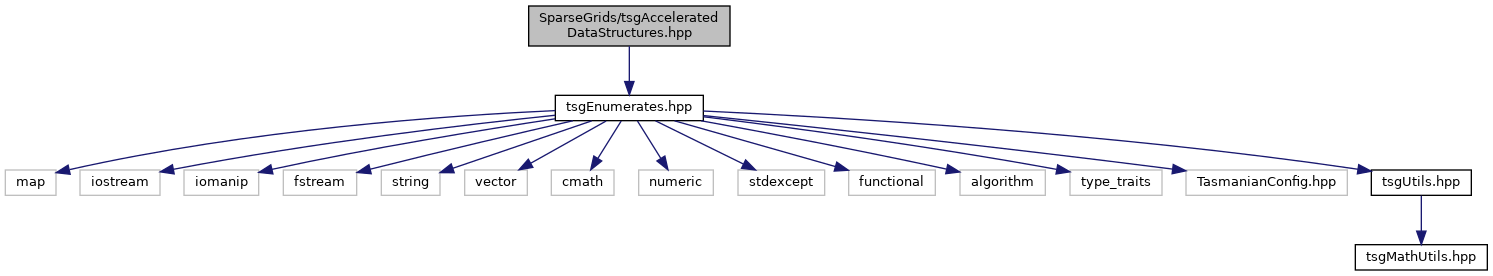 SparseGrids/tsgAccelerated
DataStructures.hpp
tsgEnumerates.hpp
map
iostream
iomanip
fstream
string
vector
cmath
numeric
stdexcept
functional
algorithm
type_traits
TasmanianConfig.hpp
tsgUtils.hpp
tsgMathUtils.hpp